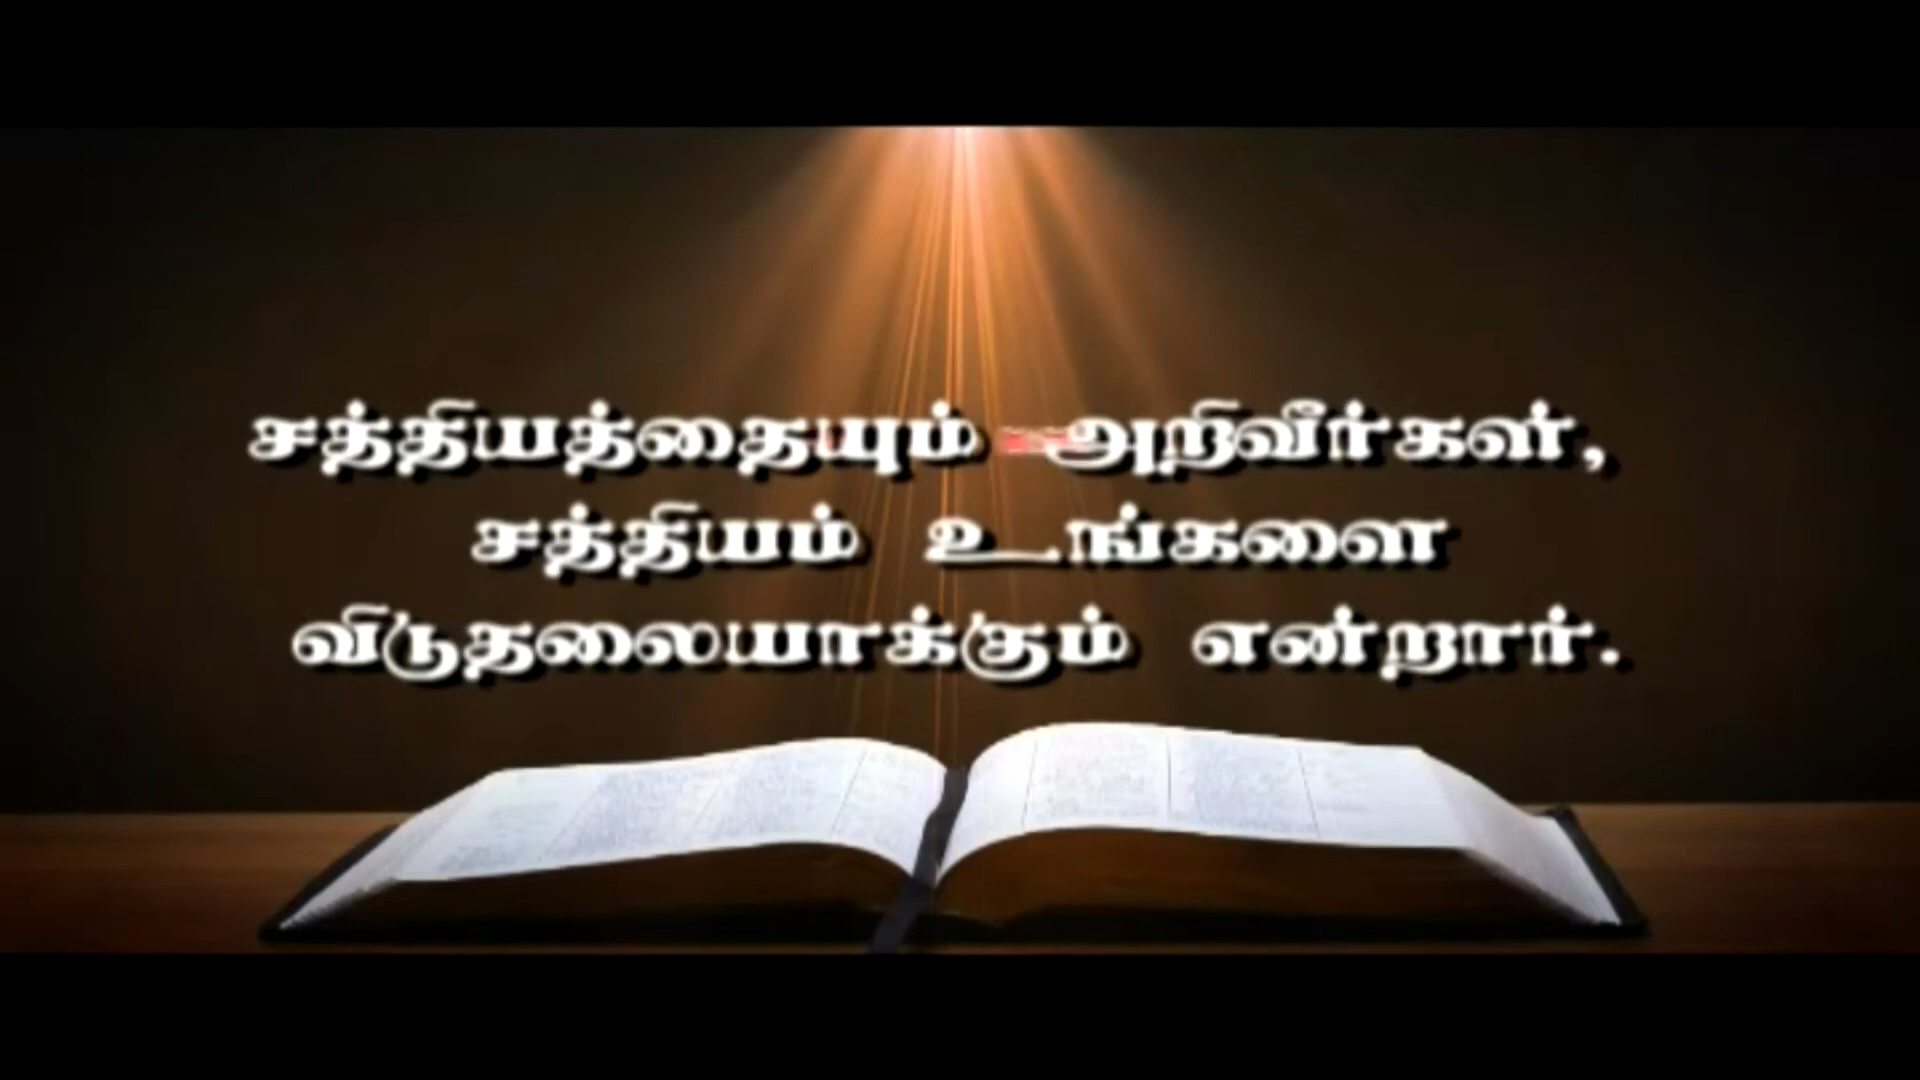 சத்தியத்தையும் அறிவீர்கள்,
சத்தியம் உங்களை
விடுதலையாக்கும் என்றார்.